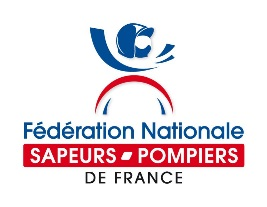 Fédération Nationale
SAPEURS - POMPIERS
DE FRANCE